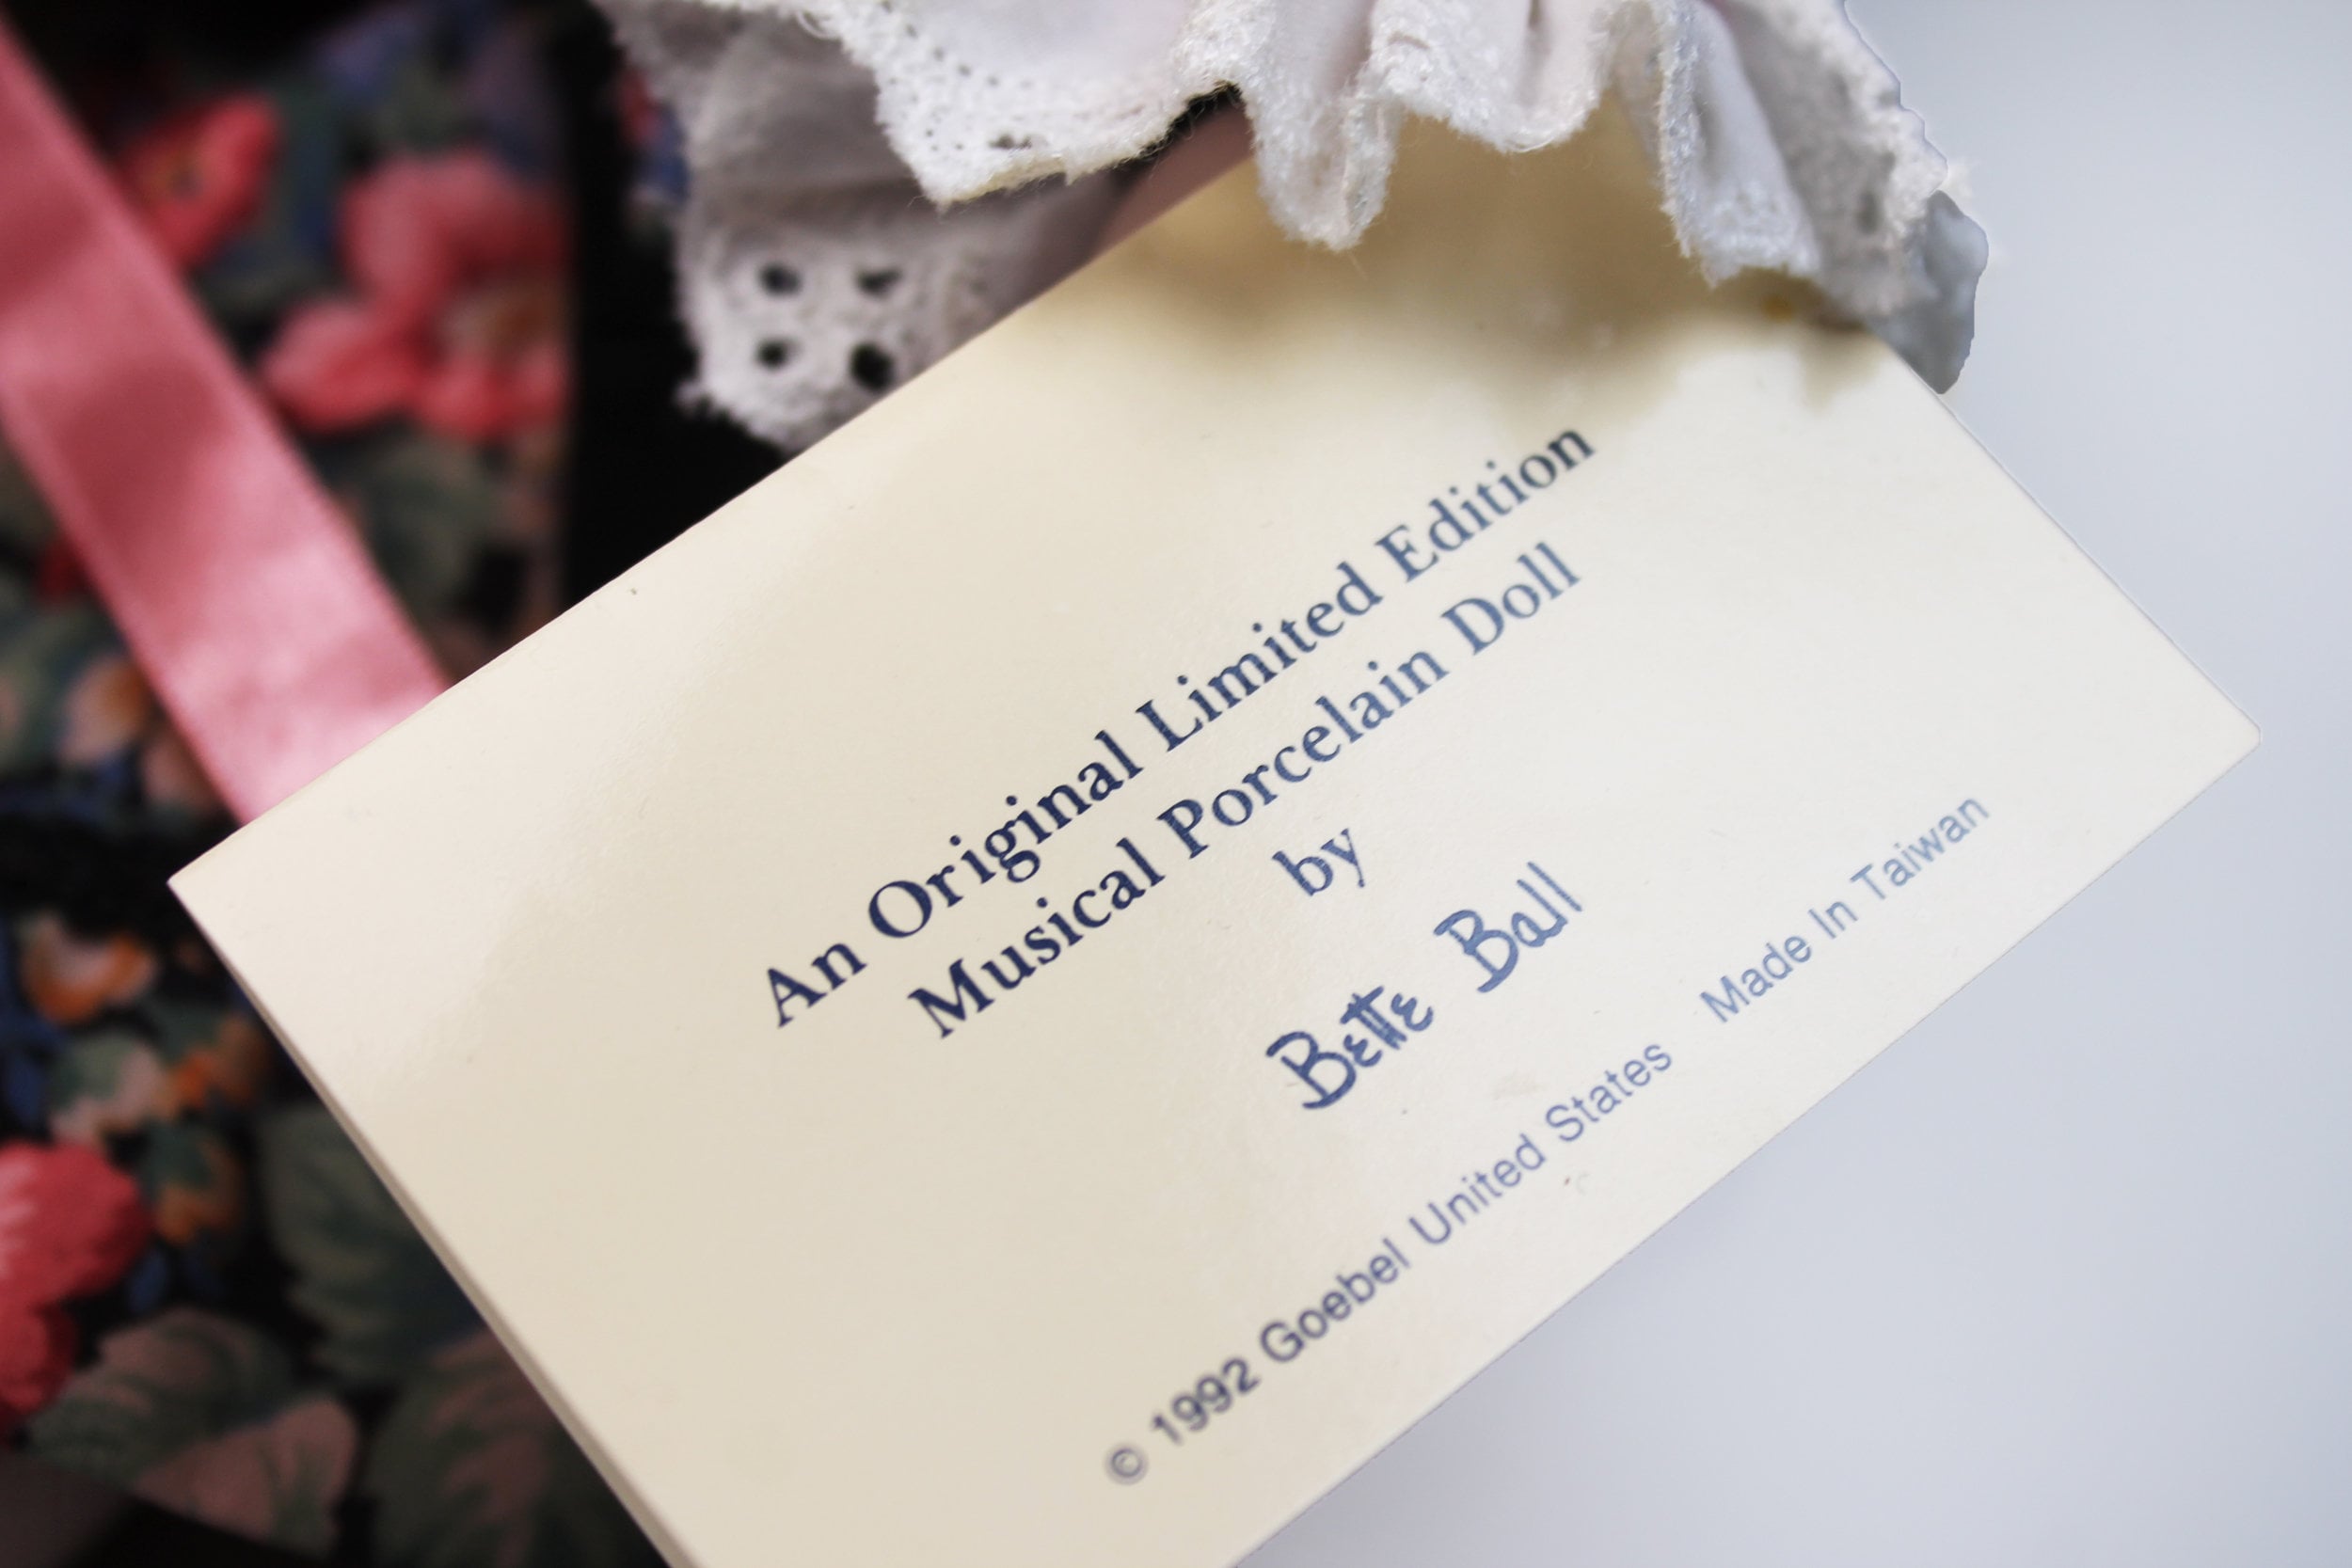 An Original Limited Edition
Musical Porcelain Doll
by
Bette Ball
© 1992 Goebel United States Made In Taiwan